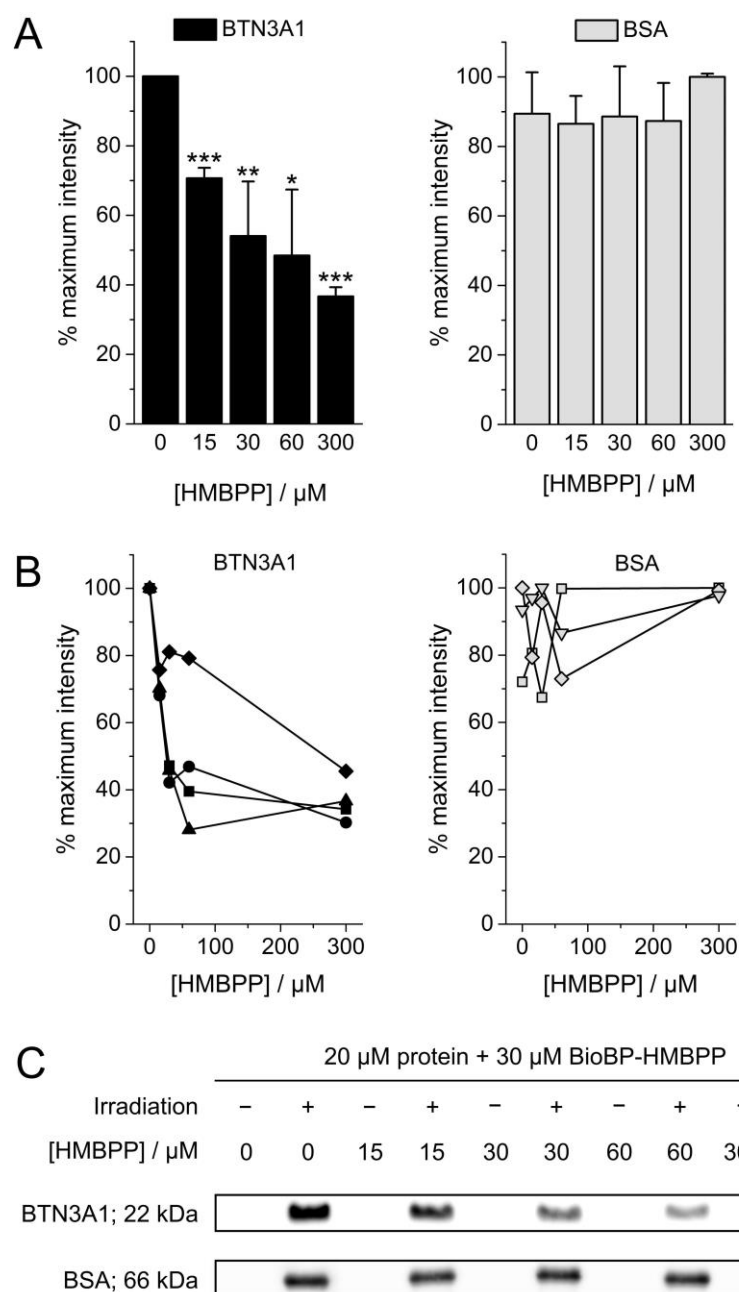 A
BTN3A1
BSA
% maximum intensity
100
80
60
40
20
0
***
**
*
***
0 15 30 60 300
[HMBPP] / µM
% maximum intensity
100
80
60
40
20
0
0 15 30 60 300
[HMBPP] / µM
B
BTN3A1
% maximum intensity
100
80
60
40
20
0
0 100 200 300
[HMBPP] / µM
BSA
% maximum intensity
100
80
60
40
20
0
0 100 200 300
[HMBPP] / µM
C
20 µM protein + 30 µM BioBP-HMBPP
Irradiation − + − + − + − +
[HMBPP] / µM 0 0 15 15 30 30 60 60
BTN3A1; 22 kDa
BSA; 66 kDa